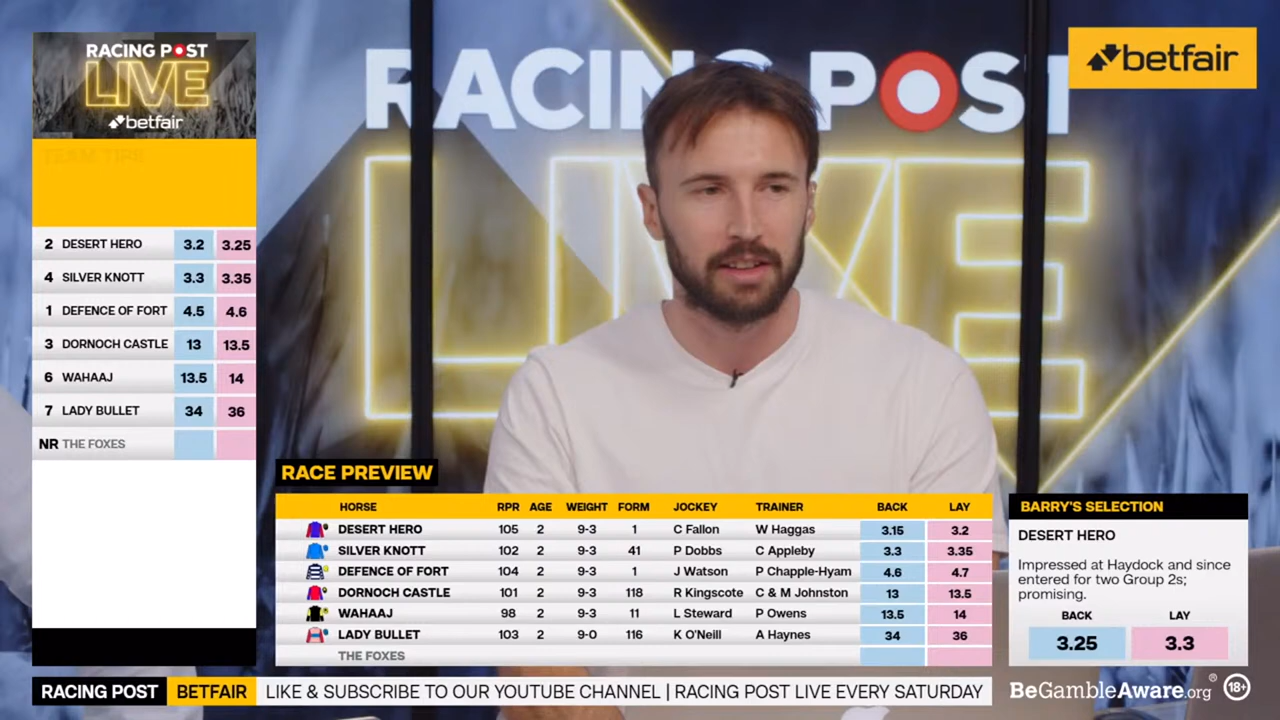 RACING POST
LIVE
betfair
TEAM TIPS
2 DESERT HERO 3.2 3.25
4 SILVER KNOTT 3.3 3.35
1 DEFENCE OF FORT 4.5 4.6
3 DORNOCH CASTLE 13 13.5
6 WAHAAJ 13.5 14
7 LADY BULLET 34 36
NR THE FOXES
RACING POST
LIVE
betfair
RACE PREVIEW
HORSE RPR AGE WEIGHT FORM JOCKEY TRAINER BACK LAY
DESERT HERO 105 2 9-3 1 C Fallon W Haggas 3.15 3.2
SILVER KNOTT 102 2 9-3 41 P Dobbs C Appleby 3.3 3.35
DEFENCE OF FORT 104 2 9-3 1 J Watson P Chapple-Hyam 4.6 4.7
DORNOCH CASTLE 101 2 9-3 118 R Kingscote C & M Johnston 13 13.5
WAHAAJ 98 2 9-3 11 L Steward P Owens 13.5 14
LADY BULLET 103 2 9-0 116 K O'Neill A Haynes 34 36
THE FOXES
BARRY'S SELECTION
DESERT HERO
Impressed at Haydock and since
entered for two Group 2s;
promising.
BACK LAY
3.25 3.3
RACING POST BETFAIR LIKE & SUBSCRIBE TO OUR YOUTUBE CHANNEL | RACING POST LIVE EVERY SATURDAY
BeGambleAware.org® 18+